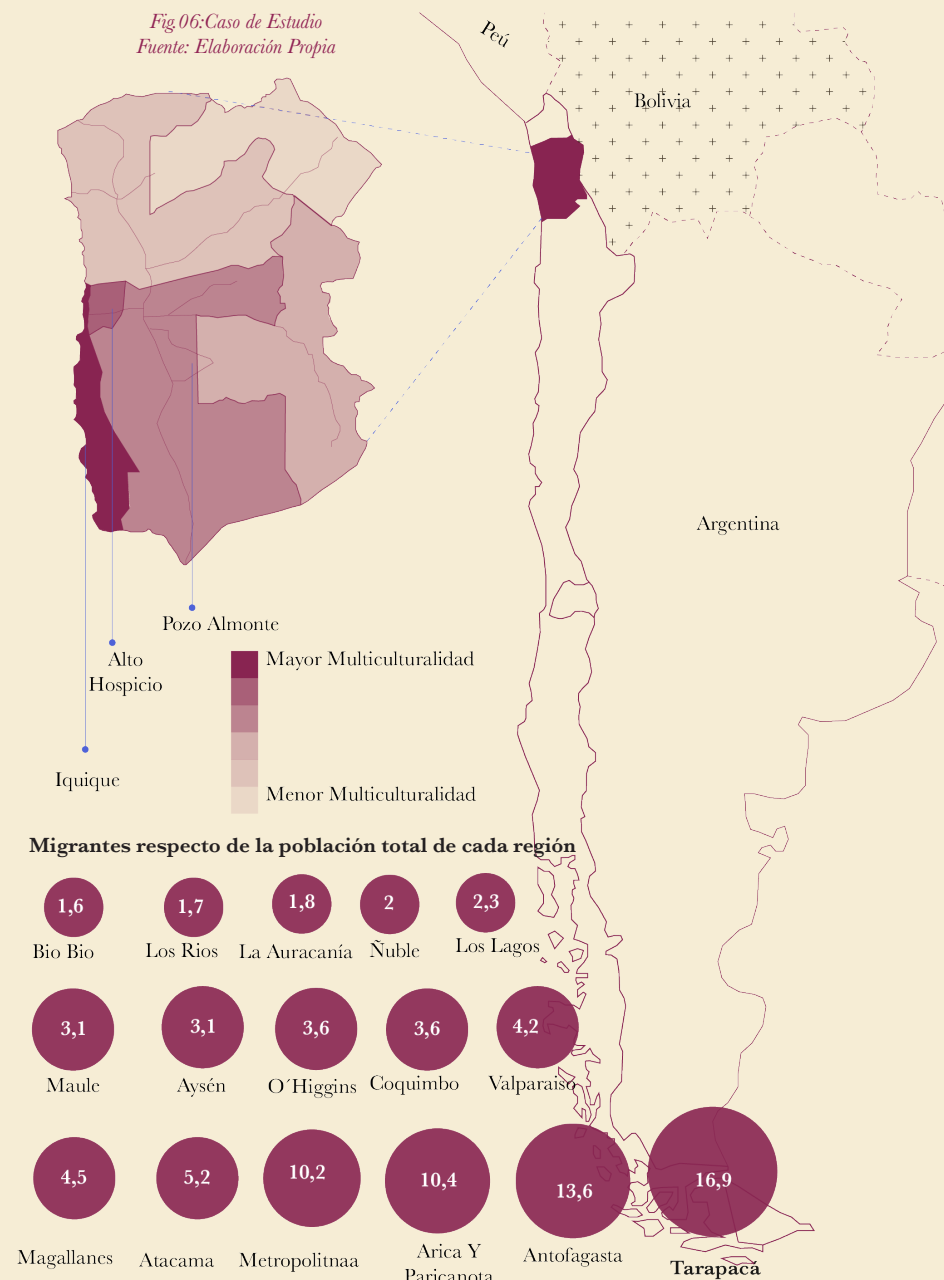 Fig.06:Caso de Estudio
Fuente: Elaboración Propia
Peú
Bolivia
Argentina
Pozo Almonte
Alto
Hospicio
Iquique
Mayor Multiculturalidad
Menor Multiculturalidad
Migrantes respecto de la población total de cada región
1,6
1,7
1,8
2
2,3
Bio Bio
Los Rios
La Auracanía
Ñuble
Los Lagos
3,1
3,1
3,6
3,6
4,2
Maule
Aysén
O´Higgins
Coquimbo
Valparaiso
4,5
5,2
10,2
10,4
13,6
16,9
Magallanes
Atacama
Metropolitnaa
Arica Y
Paricanota
Antofagasta
Tarapacá